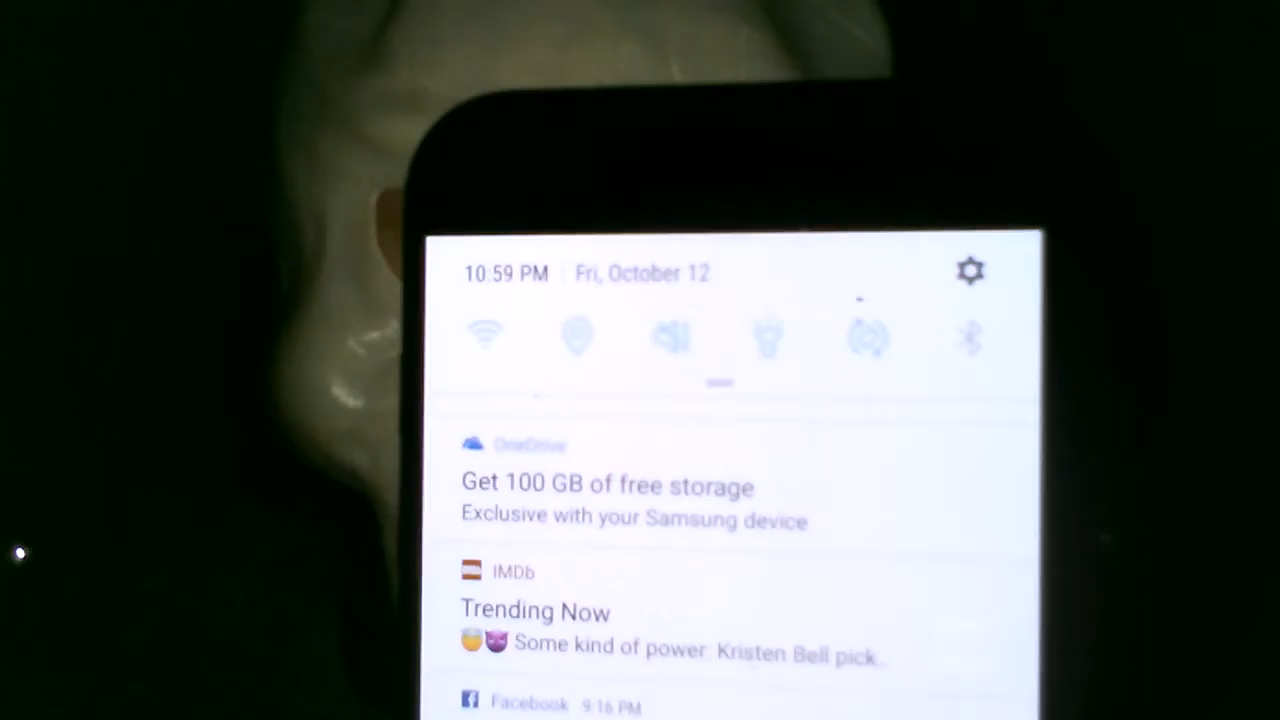 10:59 PM Fri, October 12
OneDrive
Get 100 GB of free storage
Exclusive with your Samsung device
IMDb
Trending Now
😇😈 Some kind of power: Kristen Bell pick..
Facebook 9:16 PM